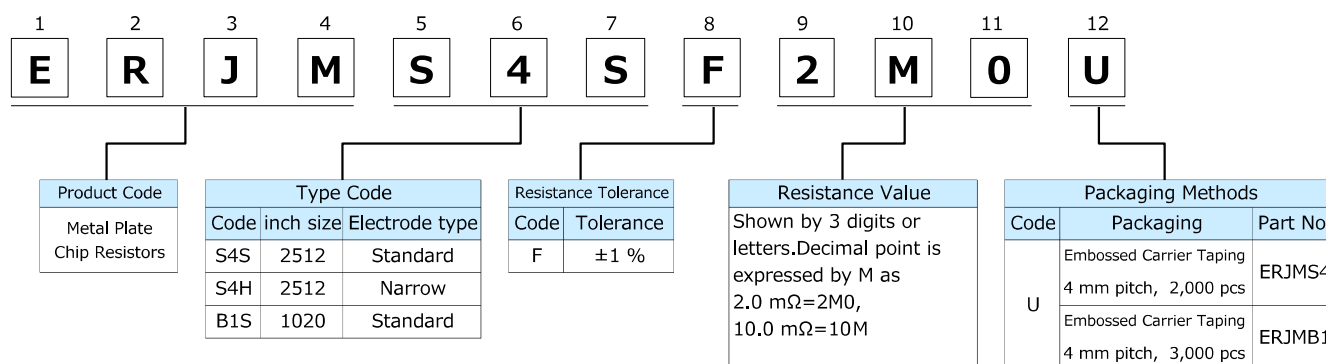 1 2 3 4 5 6 7 8 9 10 11 12
E R J M S 4 S F 2 M 0 U
Product Code
Metal Plate
Chip Resistors
Type Code
Code inch size Electrode type
S4S 2512 Standard
S4H 2512 Narrow
B1S 1020 Standard
Resistance Tolerance
Code Tolerance
F ±1 %
Resistance Value
Shown by 3 digits or
letters.Decimal point is
expressed by M as
2.0 mΩ=2M0,
10.0 mΩ=10M
Packaging Methods
Code Packaging Part No
U
Embossed Carrier Taping
4 mm pitch, 2,000 pcs
ERJMS4
Embossed Carrier Taping
4 mm pitch, 3,000 pcs
ERJMB1